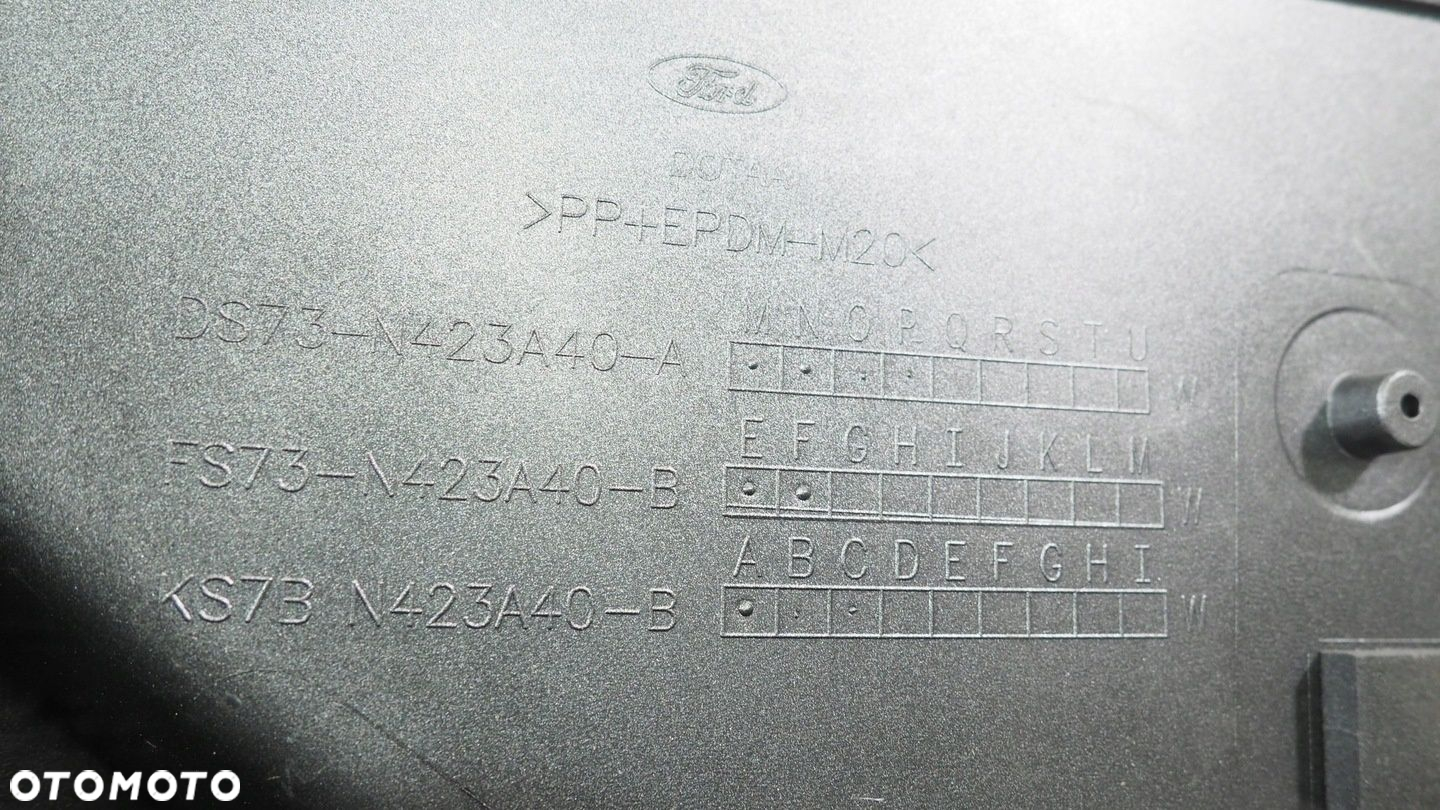 Ford
>PP+EPDM-M20<
DS73-N423A40-A
M N O P Q R S T U
W
FS73-N423A40-B
E F G H I J K L M
W
KS7B N423A40-B
A B C D E F G H I
W
OTOMOTO